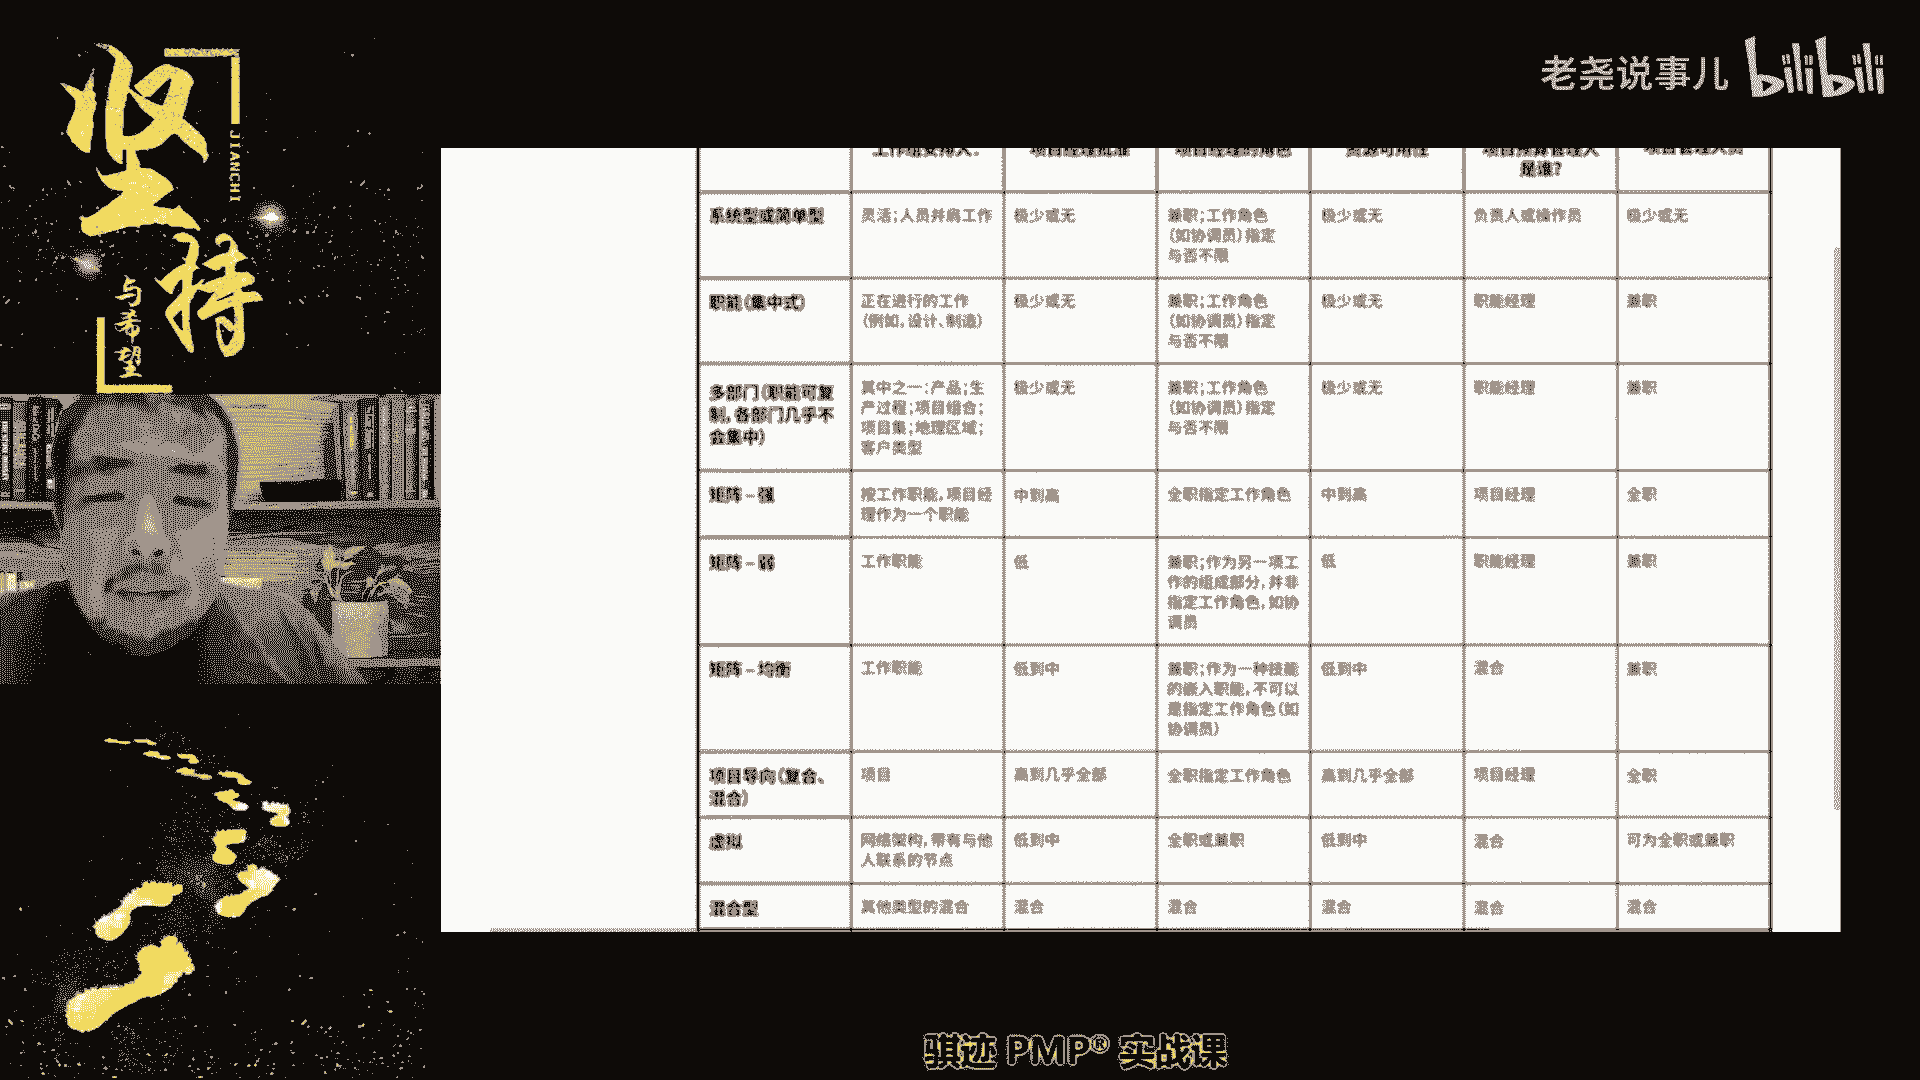 坚持
JIANCHI
与希望
老尧说事儿 bilibili
工作组安排人:
项目经理批准
项目经理的角色
资源可用性
项目预算管理人
是谁?
项目管理人员
系统型或简单型
灵活;人员并肩工作
极少或无
兼职;工作角色
(如协调员)指定
与否不限
极少或无
负责人或操作员
极少或无
职能(集中式)
正在进行的工作
(例如,设计、制造)
极少或无
兼职;工作角色
(如协调员)指定
与否不限
极少或无
职能经理
兼职
多部门(职能可复
制,各部门几乎不
会集中)
其中之一:产品;生
产过程;项目组合;
项目集;地理区域;
客户类型
极少或无
兼职;工作角色
(如协调员)指定
与否不限
极少或无
职能经理
兼职
矩阵 – 强
按工作职能,项目经
理作为一个职能
中到高
全职指定工作角色
中到高
项目经理
全职
矩阵 – 弱
工作职能
低
兼职;作为另一项工
作的组成部分,并非
指定工作角色,如协
调员
低
职能经理
兼职
矩阵 – 均衡
工作职能
低到中
兼职;作为一种技能
的嵌入职能,不可以
是指定工作角色(如
协调员)
低到中
混合
兼职
项目导向(复合、
混合)
项目
高到几乎全部
全职指定工作角色
高到几乎全部
项目经理
全职
虚拟
网络架构,带有与他
人联系的节点
低到中
全职或兼职
低到中
混合
可为全职或兼职
混合型
其他类型的混合
混合
混合
混合
混合
混合
骐迹 PMP® 实战课